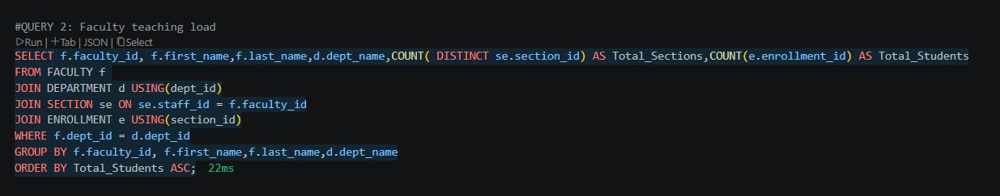 #QUERY 2: Faculty teaching load
▷Run | +Tab | JSON | Select
SELECT f.faculty_id, f.first_name,f.last_name,d.dept_name,COUNT( DISTINCT se.section_id) AS Total_Sections,COUNT(e.enrollment_id) AS Total_Students
FROM FACULTY f
JOIN DEPARTMENT d USING(dept_id)
JOIN SECTION se ON se.staff_id = f.faculty_id
JOIN ENROLLMENT e USING(section_id)
WHERE f.dept_id = d.dept_id
GROUP BY f.faculty_id, f.first_name,f.last_name,d.dept_name
ORDER BY Total_Students ASC; 22ms